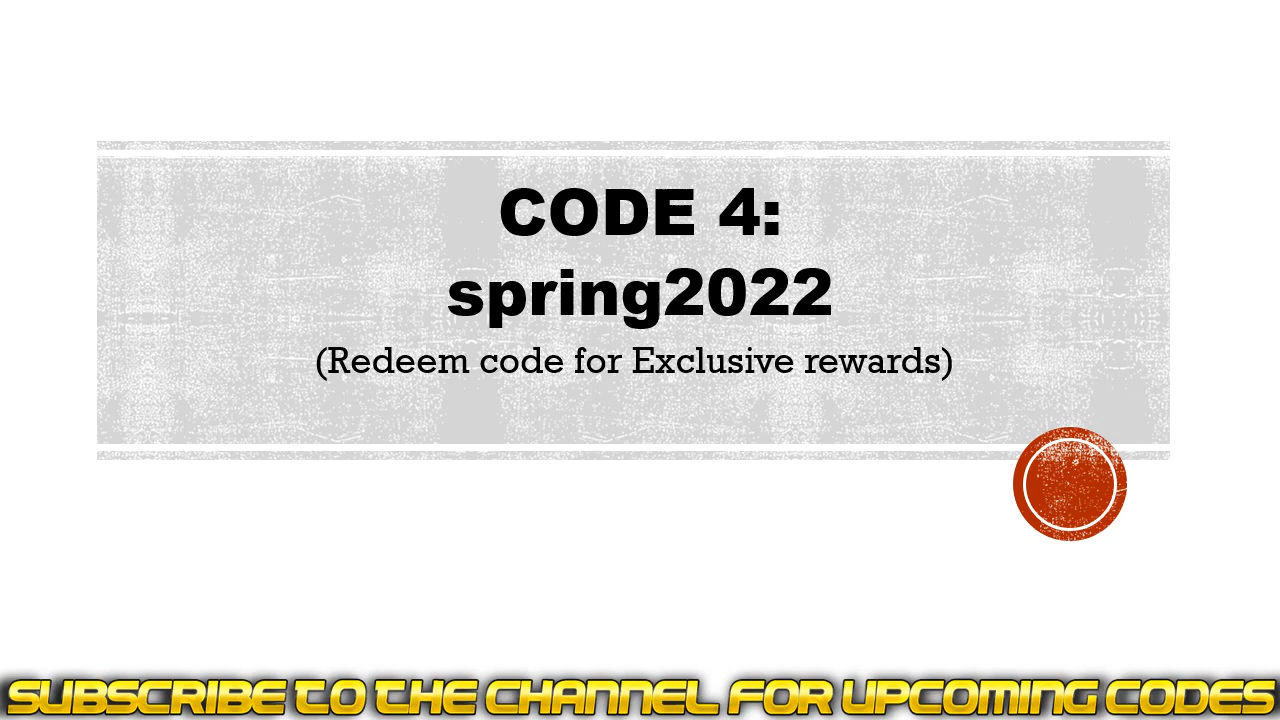 CODE 4:
spring2022
(Redeem code for Exclusive rewards)
SUBSCRIBE TO THE CHANNEL FOR UPCOMING CODES